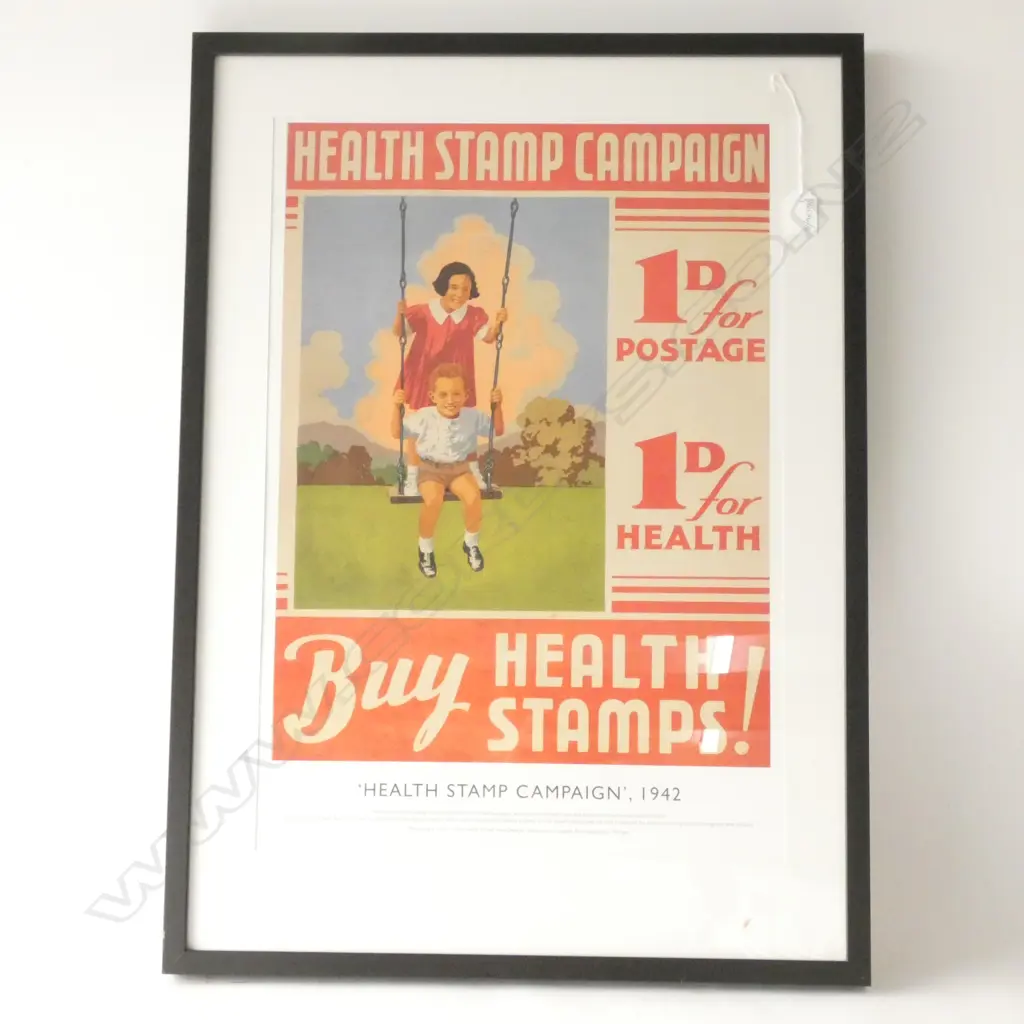 HEALTH STAMP CAMPAIGN
1D for
POSTAGE
1D for
HEALTH
Buy HEALTH
STAMPS!
'HEALTH STAMP CAMPAIGN', 1942